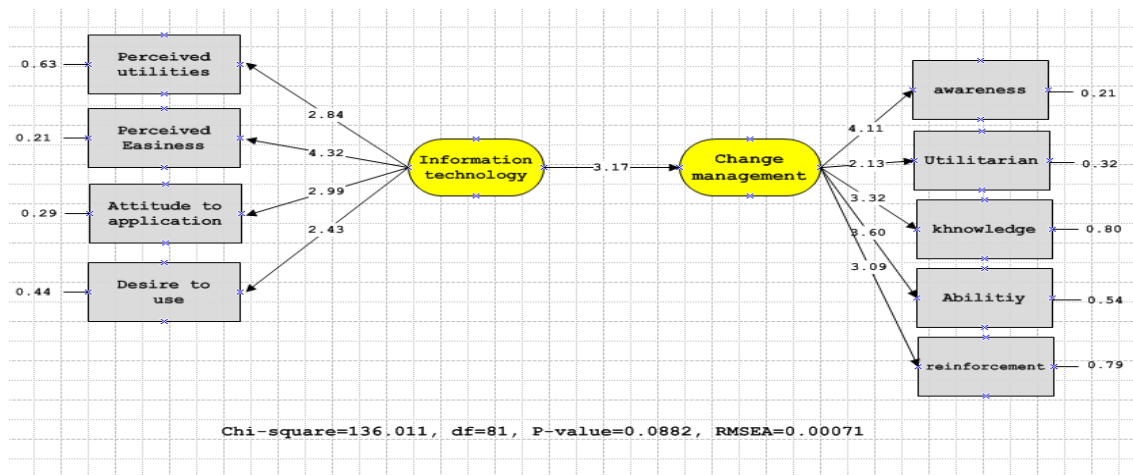 0.63
Perceived
utilities
2.84
0.21
Perceived
Easiness
4.32
0.29
Attitude to
application
2.99
0.44
Desire to
use
2.43
Information
technology
3.17
Change
management
4.11
awareness
0.21
2.13
Utilitarian
0.32
3.32
khnowledge
0.80
3.60
Abilitiy
0.54
3.09
reinforcement
0.79
Chi-square=136.011, df=81, P-value=0.0882, RMSEA=0.00071